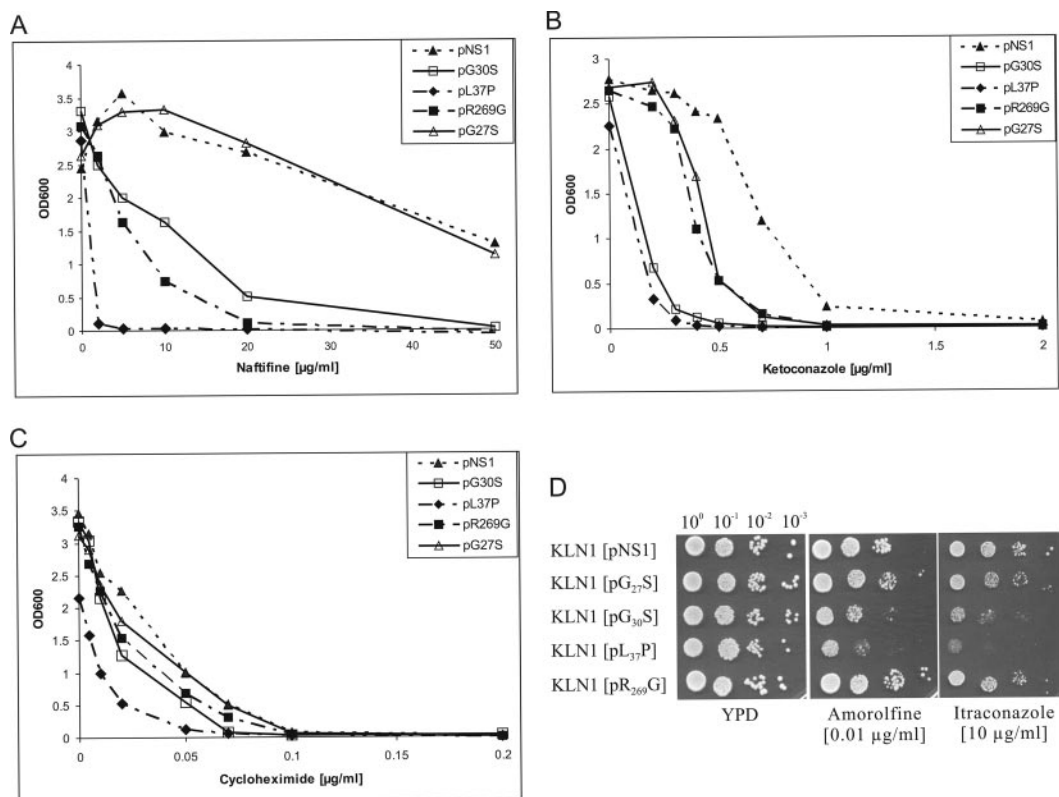 A
pNS1
pG30S
pL37P
pR269G
pG27S
4
3.5
3
2.5
2
1.5
1
0.5
0
OD600
0 10 20 30 40 50
Naftifine [µg/ml]
B
pNS1
pG30S
pL37P
pR269G
pG27S
3
2.5
2
1.5
1
0.5
0
OD600
0 0.5 1 1.5 2
Ketoconazole [µg/ml]
C
pNS1
pG30S
pL37P
pR269G
pG27S
4
3.5
3
2.5
2
1.5
1
0.5
0
OD600
0 0.05 0.1 0.15 0.2
Cycloheximide [µg/ml]
D
10⁰ 10⁻¹ 10⁻² 10⁻³
KLN1 [pNS1]
KLN1 [pG₂₇S]
KLN1 [pG₃₀S]
KLN1 [pL₃₇P]
KLN1 [pR₂₆₉G]
YPD
Amorolfine
[0.01 µg/ml]
Itraconazole
[10 µg/ml]